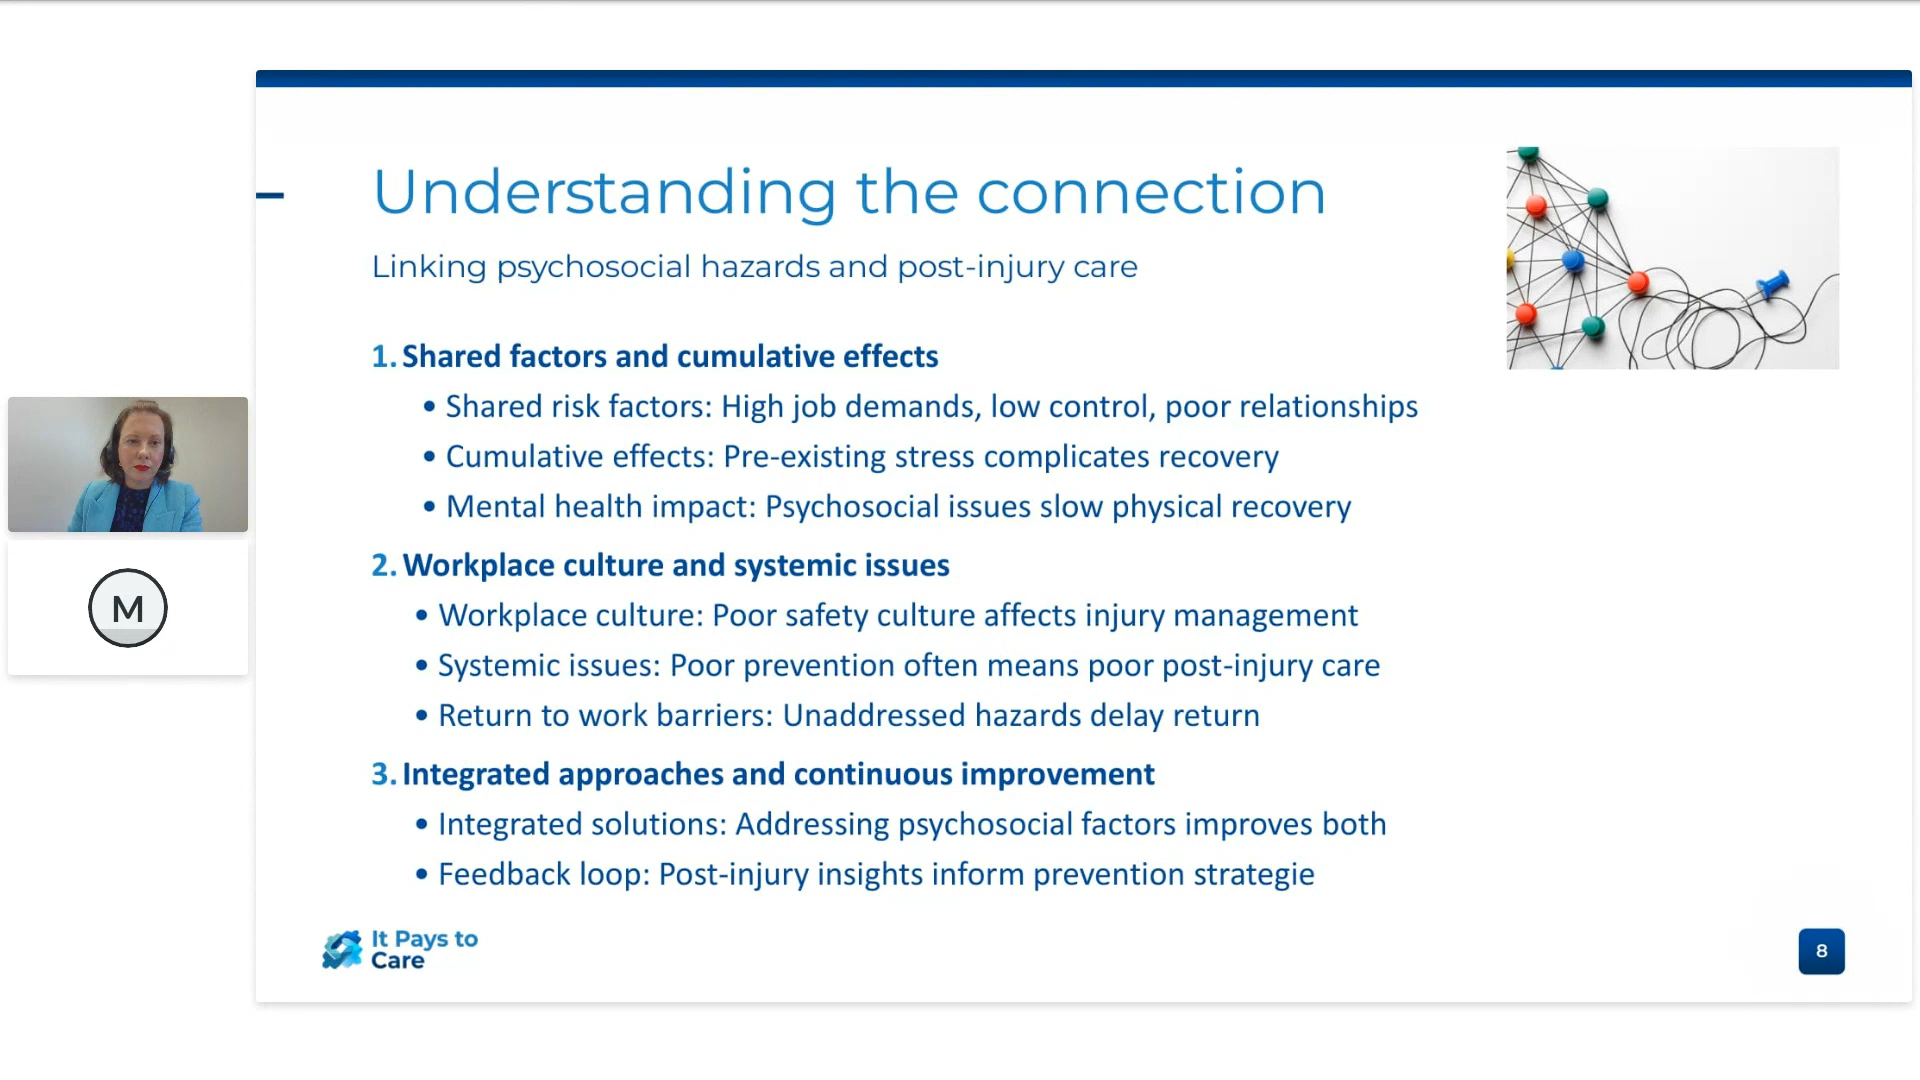 Understanding the connection
Linking psychosocial hazards and post-injury care
1. Shared factors and cumulative effects
• Shared risk factors: High job demands, low control, poor relationships
• Cumulative effects: Pre-existing stress complicates recovery
• Mental health impact: Psychosocial issues slow physical recovery
2. Workplace culture and systemic issues
• Workplace culture: Poor safety culture affects injury management
• Systemic issues: Poor prevention often means poor post-injury care
• Return to work barriers: Unaddressed hazards delay return
3. Integrated approaches and continuous improvement
• Integrated solutions: Addressing psychosocial factors improves both
• Feedback loop: Post-injury insights inform prevention strategie
M
It Pays to
Care
8